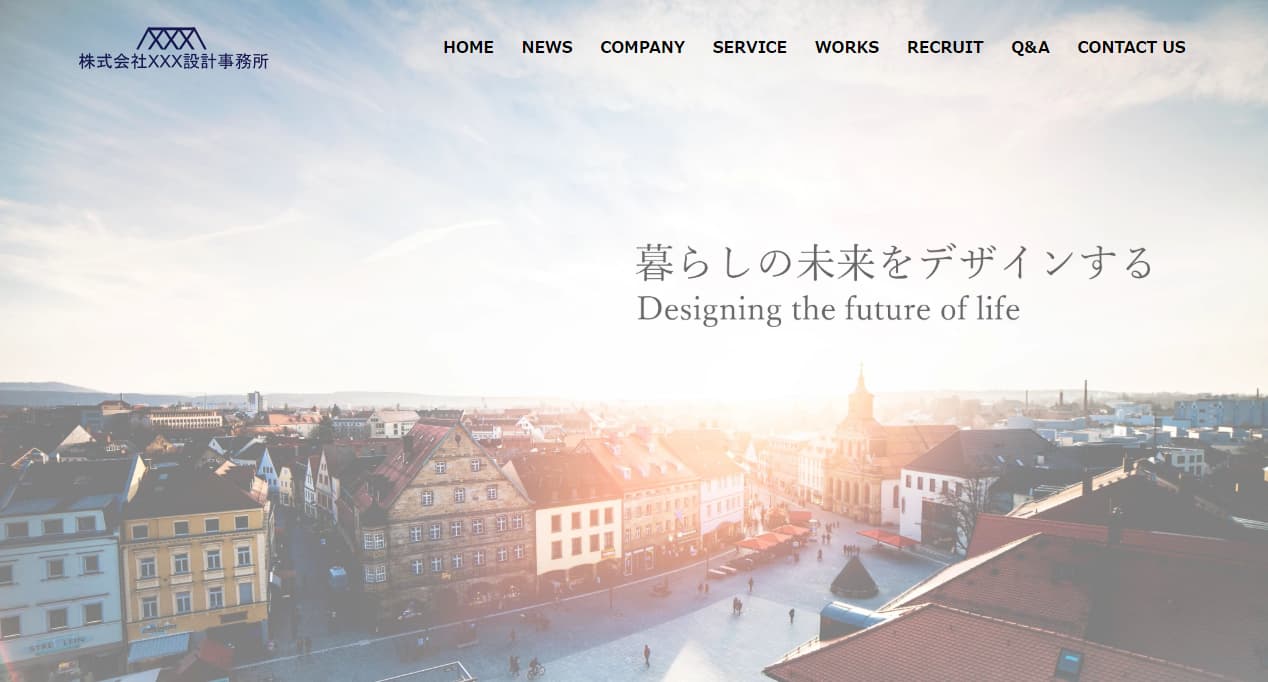 XXX
株式会社XXX設計事務所
HOME NEWS COMPANY SERVICE WORKS RECRUIT Q&A CONTACT US
暮らしの未来をデザインする
Designing the future of life